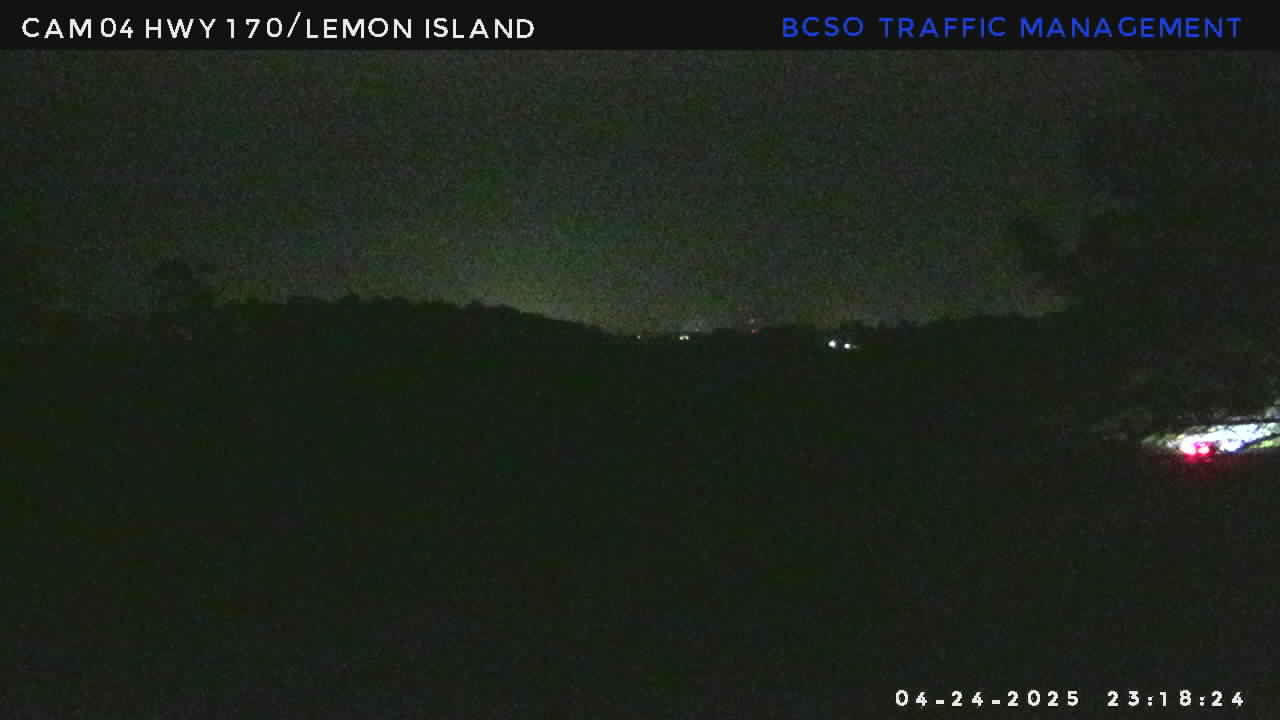 CAM04 HWY 170/LEMON ISLAND
BCSO TRAFFIC MANAGEMENT
04-24-2025 23:18:24